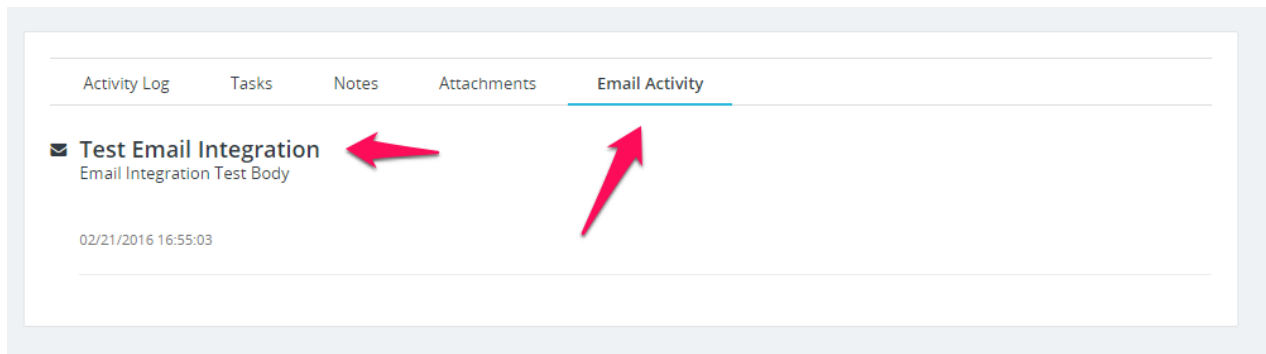 Activity Log Tasks Notes Attachments Email Activity
Test Email Integration
Email Integration Test Body
02/21/2016 16:55:03